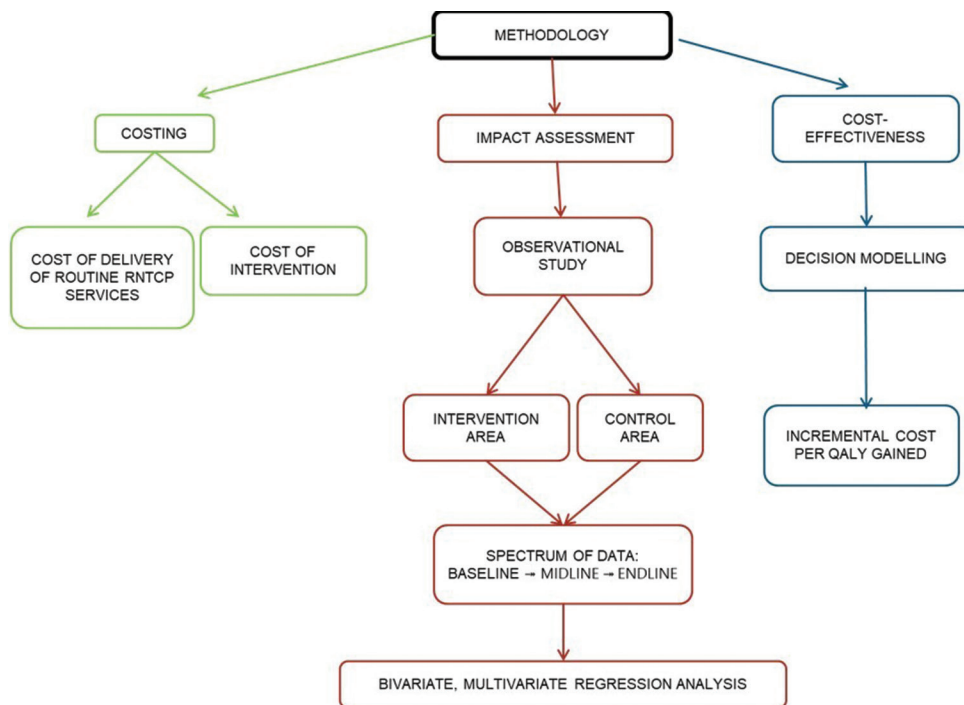 METHODOLOGY
COSTING
IMPACT ASSESSMENT
COST-
EFFECTIVENESS
COST OF DELIVERY
OF ROUTINE RNTCP
SERVICES
COST OF
INTERVENTION
OBSERVATIONAL
STUDY
DECISION MODELLING
INTERVENTION
AREA
CONTROL
AREA
INCREMENTAL COST
PER QALY GAINED
SPECTRUM OF DATA:
BASELINE → MIDLINE → ENDLINE
BIVARIATE, MULTIVARIATE REGRESSION ANALYSIS